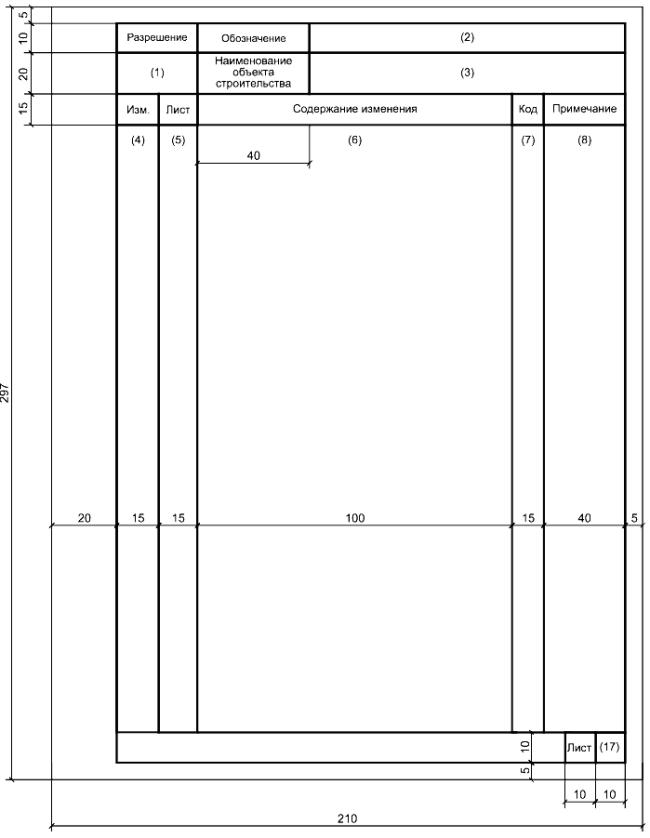 5
10
Разрешение
Обозначение
(2)
20
(1)
Наименование
объекта
строительства
(3)
15
Изм.
Лист
Содержание изменения
Код
Примечание
(4)
(5)
(6)
(7)
(8)
40
297
20
15
15
100
15
40
5
10
Лист
(17)
5
10
10
210